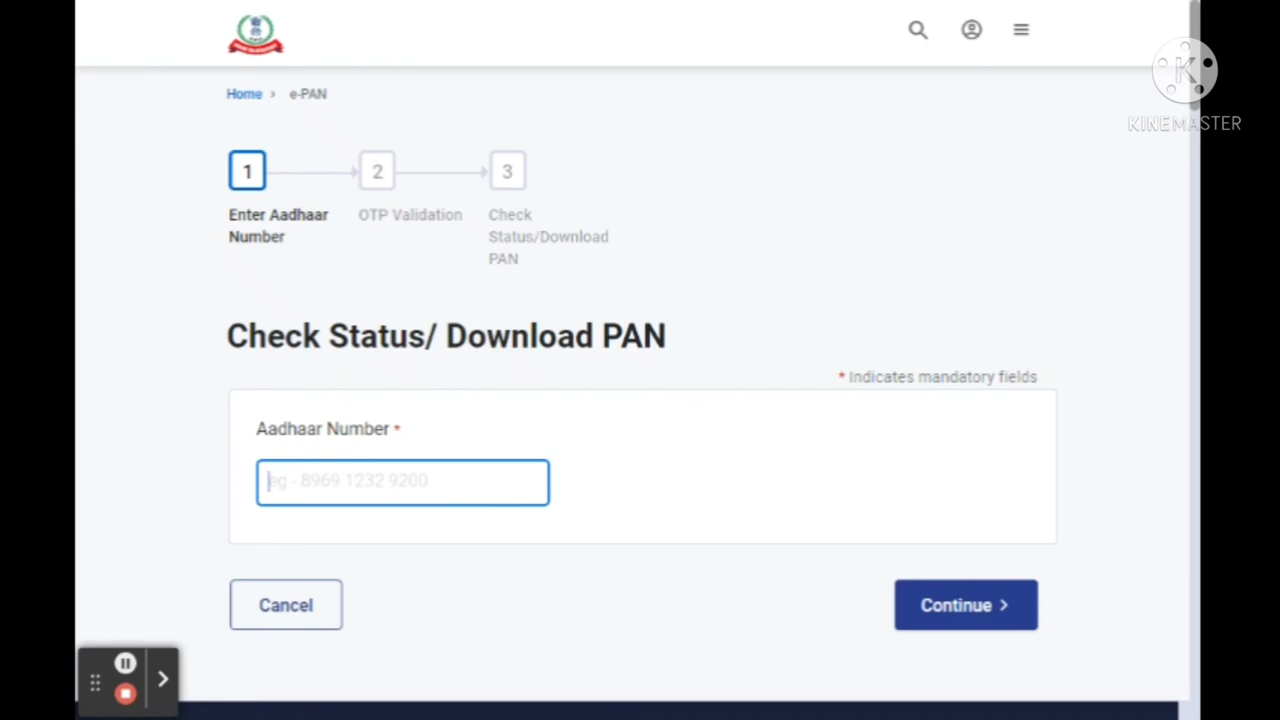 K
KINEMASTER
Home > e-PAN
1
2
3
Enter Aadhaar
Number
OTP Validation
Check
Status/Download
PAN
Check Status/ Download PAN
* Indicates mandatory fields
Aadhaar Number *
eg - 8969 1232 9200
Cancel
Continue >